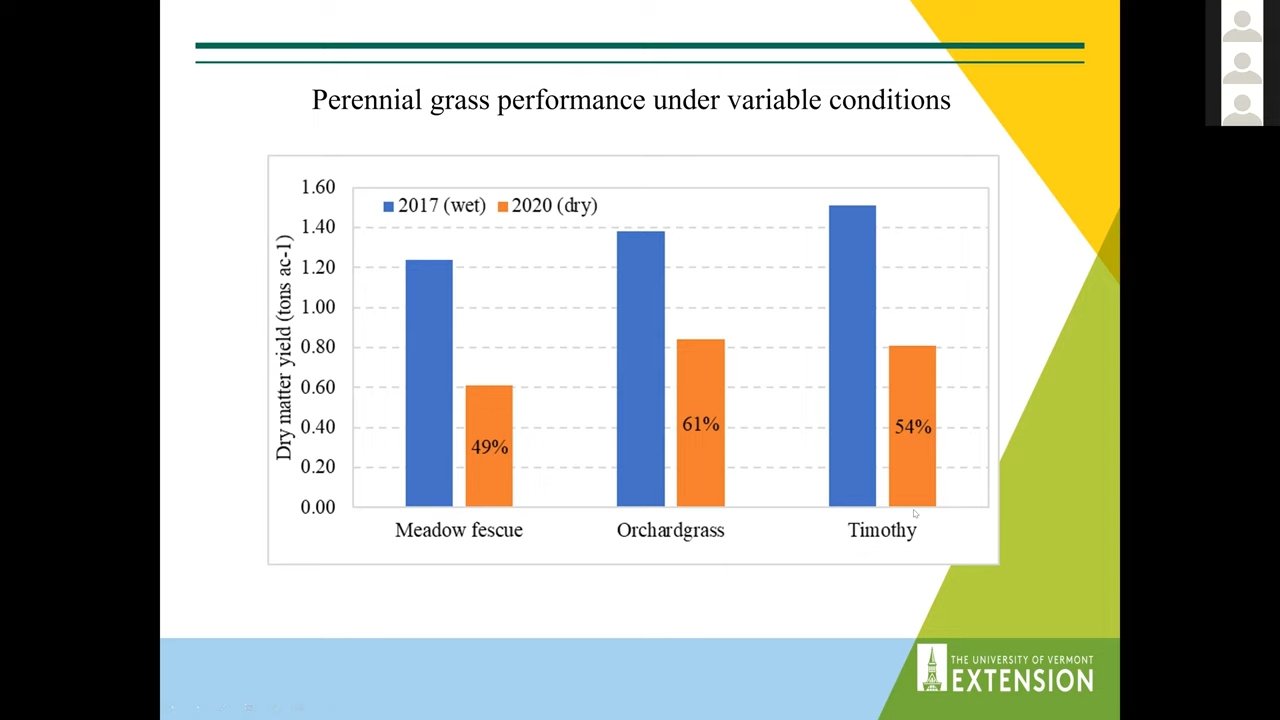 Perennial grass performance under variable conditions
2017 (wet) 2020 (dry)
Dry matter yield (tons ac-1)
1.60
1.40
1.20
1.00
0.80
0.60
0.40
0.20
0.00
49%
61%
54%
Meadow fescue Orchardgrass Timothy
THE UNIVERSITY OF VERMONT
EXTENSION